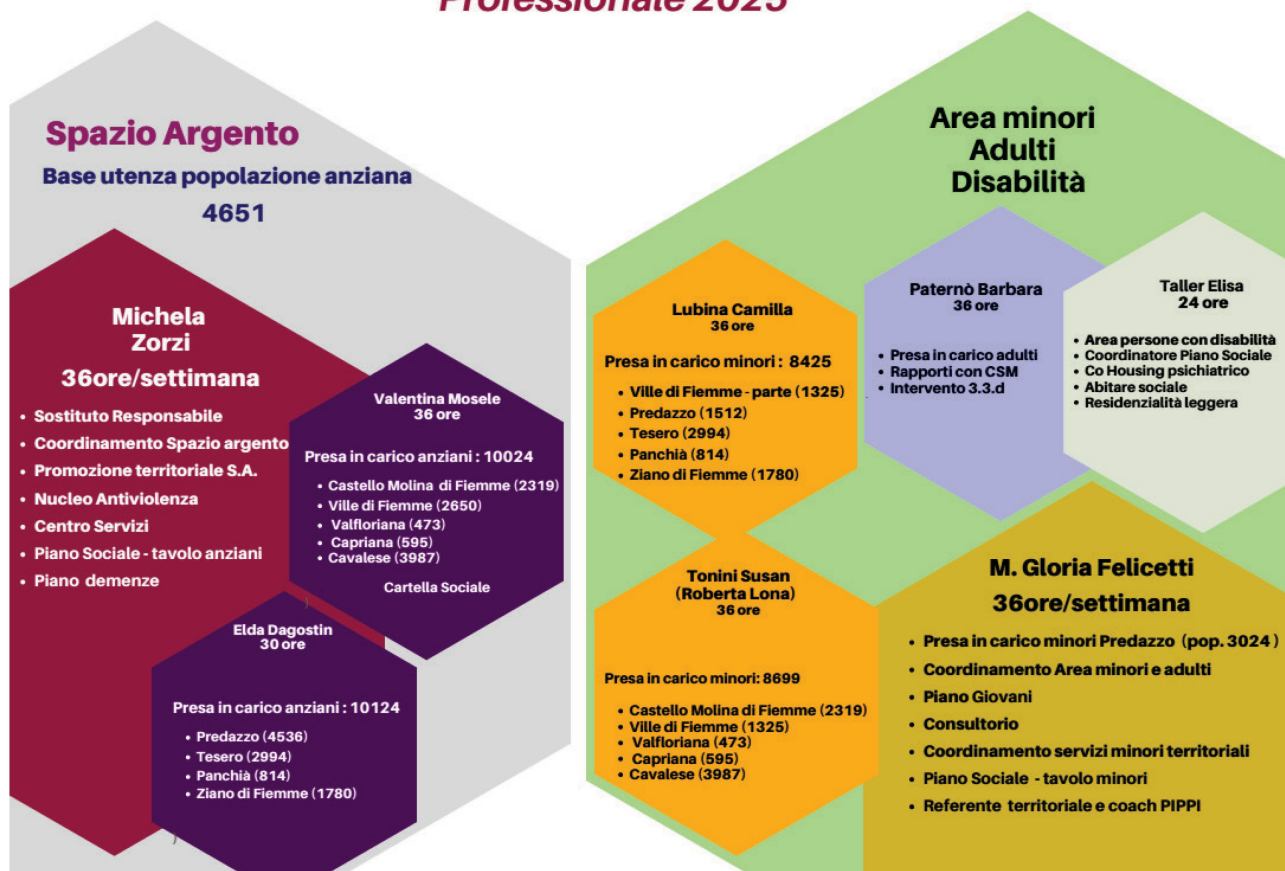 Professionale 2025
Spazio Argento
Base utenza popolazione anziana
4651
Michela
Zorzi
36ore/settimana
• Sostituto Responsabile
• Coordinamento Spazio argento
• Promozione territoriale S.A.
• Nucleo Antiviolenza
• Centro Servizi
• Piano Sociale - tavolo anziani
• Piano demenze
Valentina Mosele
36 ore
Presa in carico anziani : 10024
• Castello Molina di Fiemme (2319)
• Ville di Fiemme (2650)
• Valfloriana (473)
• Capriana (595)
• Cavalese (3987)
Cartella Sociale
)
Elda Dagostin
30 ore
Presa in carico anziani : 10124
• Predazzo (4536)
• Tesero (2994)
• Panchià (814)
• Ziano di Fiemme (1780)
)
Area minori
Adulti
Disabilità
Lubina Camilla
36 ore
Presa in carico minori : 8425
• Ville di Fiemme - parte (1325)
• Predazzo (1512)
• Tesero (2994)
• Panchià (814)
• Ziano di Fiemme (1780)
Paternò Barbara
36 ore
• Presa in carico adulti
• Rapporti con CSM
• Intervento 3.3.d
Taller Elisa
24 ore
• Area persone con disabilità
• Coordinatore Piano Sociale
• Co Housing psichiatrico
• Abitare sociale
• Residenzialità leggera
Tonini Susan
(Roberta Lona)
36 ore
Presa in carico minori: 8699
• Castello Molina di Fiemme (2319)
• Ville di Fiemme (1325)
• Valfloriana (473)
• Capriana (595)
• Cavalese (3987)
M. Gloria Felicetti
36ore/settimana
• Presa in carico minori Predazzo (pop. 3024 )
• Coordinamento Area minori e adulti
• Piano Giovani
• Consultorio
• Coordinamento servizi minori territoriali
• Piano Sociale - tavolo minori
• Referente territoriale e coach PIPPI